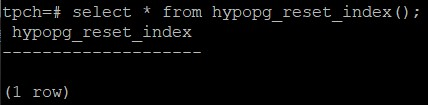 tpch=# select * from hypopg_reset_index();
 hypopg_reset_index
--------------------

(1 row)